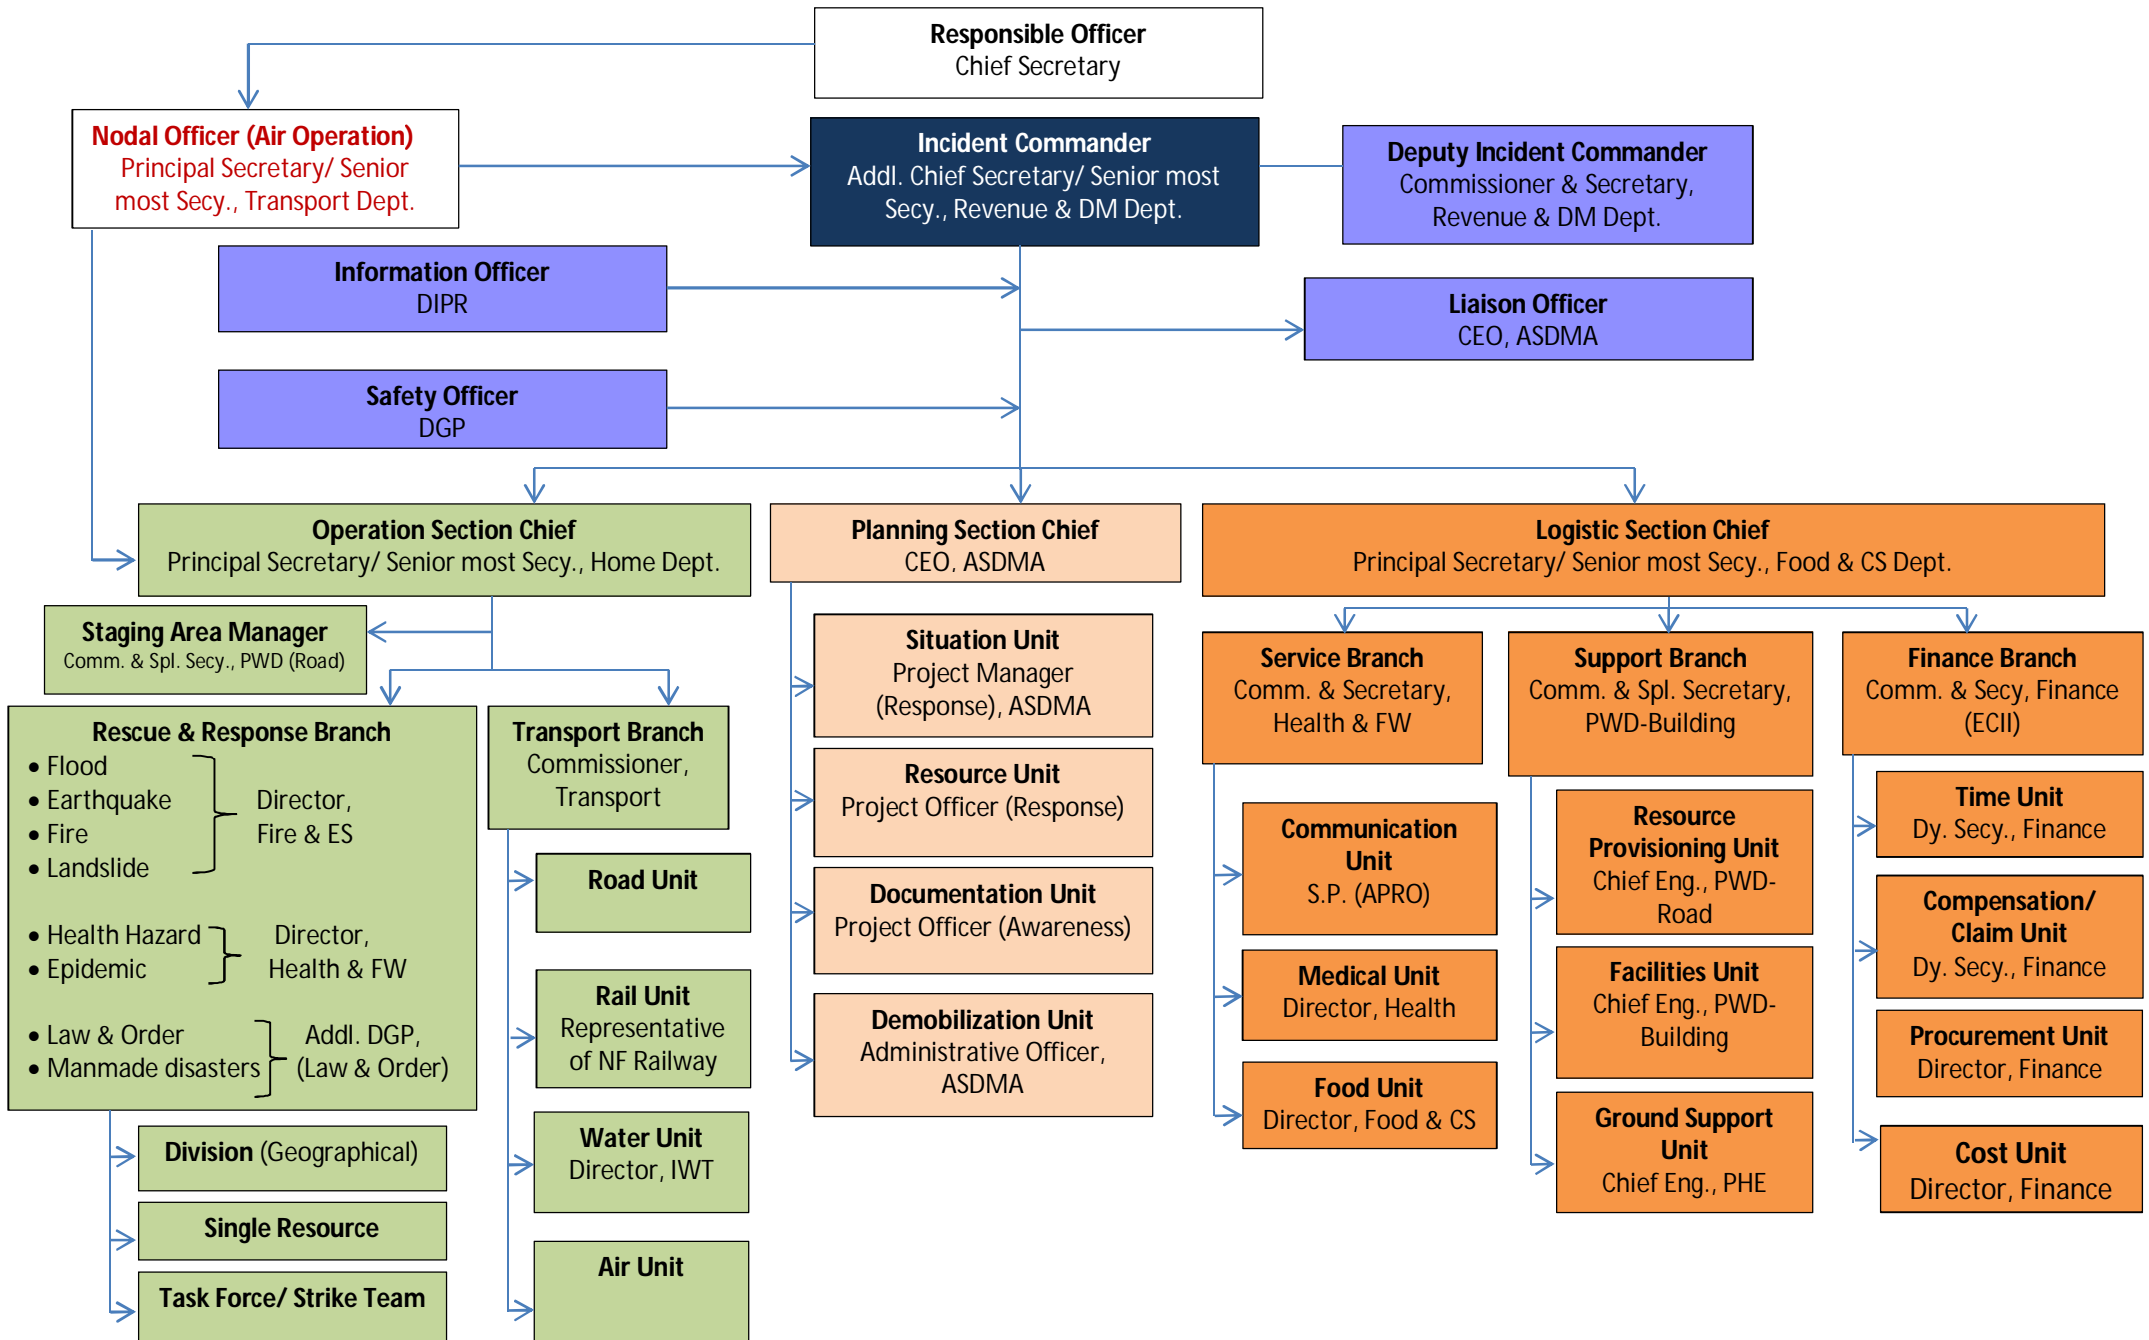 Responsible Officer
Chief Secretary
Nodal Officer (Air Operation)
Principal Secretary/ Senior
most Secy., Transport Dept.
Incident Commander
Addl. Chief Secretary/ Senior most
Secy., Revenue & DM Dept.
Deputy Incident Commander
Commissioner & Secretary,
Revenue & DM Dept.
Information Officer
DIPR
Liaison Officer
CEO, ASDMA
Safety Officer
DGP
Operation Section Chief
Principal Secretary/ Senior most Secy., Home Dept.
Planning Section Chief
CEO, ASDMA
Logistic Section Chief
Principal Secretary/ Senior most Secy., Food & CS Dept.
Staging Area Manager
Comm. & Spl. Secy., PWD (Road)
Rescue & Response Branch
• Flood
• Earthquake
• Fire
• Landslide
Director,
Fire & ES
• Health Hazard
• Epidemic
Director,
Health & FW
• Law & Order
• Manmade disasters
Addl. DGP,
(Law & Order)
Division (Geographical)
Single Resource
Task Force/ Strike Team
Transport Branch
Commissioner,
Transport
Road Unit
Rail Unit
Representative
of NF Railway
Water Unit
Director, IWT
Air Unit
Situation Unit
Project Manager
(Response), ASDMA
Resource Unit
Project Officer (Response)
Documentation Unit
Project Officer (Awareness)
Demobilization Unit
Administrative Officer,
ASDMA
Service Branch
Comm. & Secretary,
Health & FW
Communication
Unit
S.P. (APRO)
Medical Unit
Director, Health
Food Unit
Director, Food & CS
Support Branch
Comm. & Spl. Secretary,
PWD-Building
Resource
Provisioning Unit
Chief Eng., PWD-
Road
Facilities Unit
Chief Eng., PWD-
Building
Ground Support
Unit
Chief Eng., PHE
Finance Branch
Comm. & Secy, Finance
(ECII)
Time Unit
Dy. Secy., Finance
Compensation/
Claim Unit
Dy. Secy., Finance
Procurement Unit
Director, Finance
Cost Unit
Director, Finance